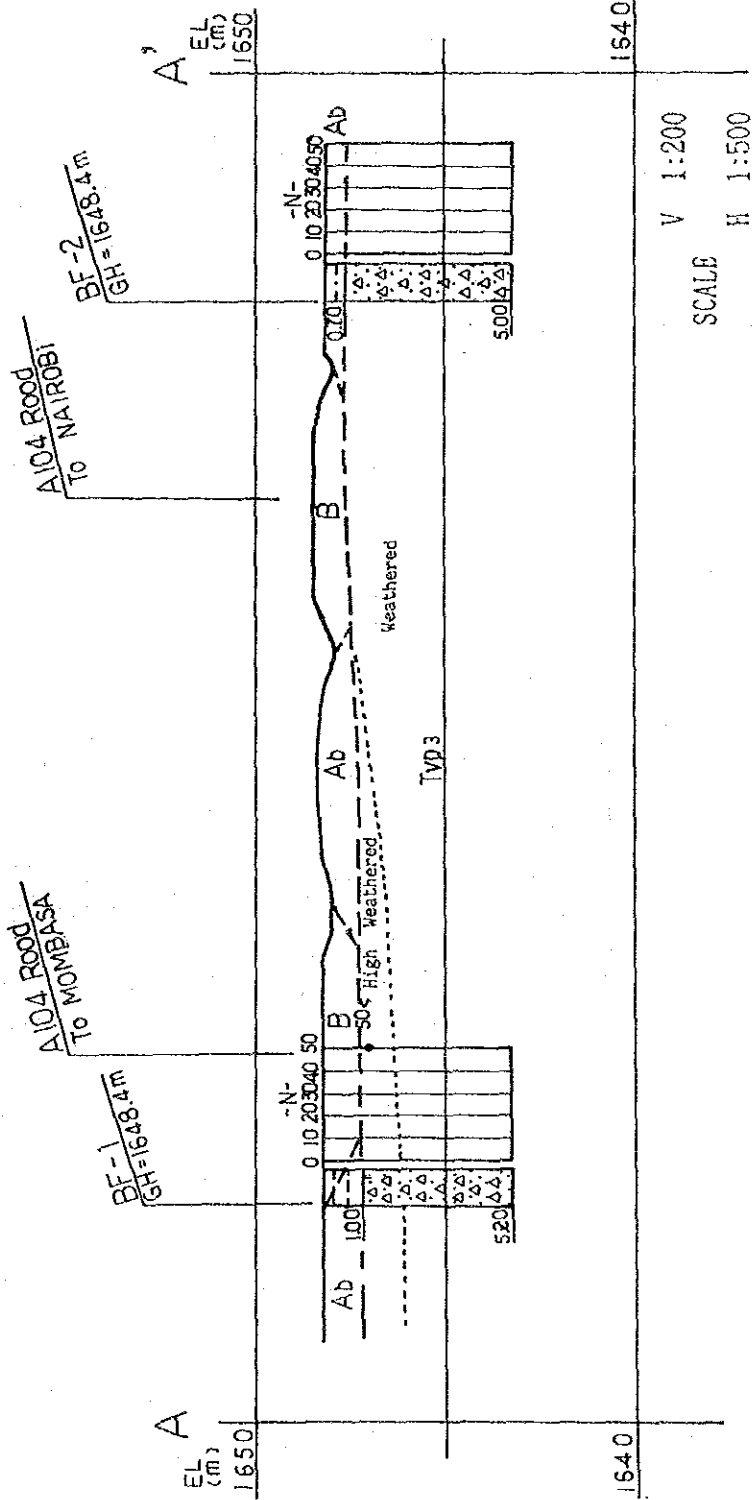 A
A'
EL
(m)
1650
EL
(m)
1650
BF-1
GH=1648.4m
A104 Rood
To MOMBASA
A104 Rood
To NAIROBi
BF-2
GH=1648.4m
-N-
0 10 20 30 40 50
-N-
0 10 20 30 40 50
Ab
B
Ab
B
Ab
1.00
50<
High Weathered
Weathered
0.70
Tvp3
5.20
5.00
1640
1640
SCALE
V 1:200
H 1:500